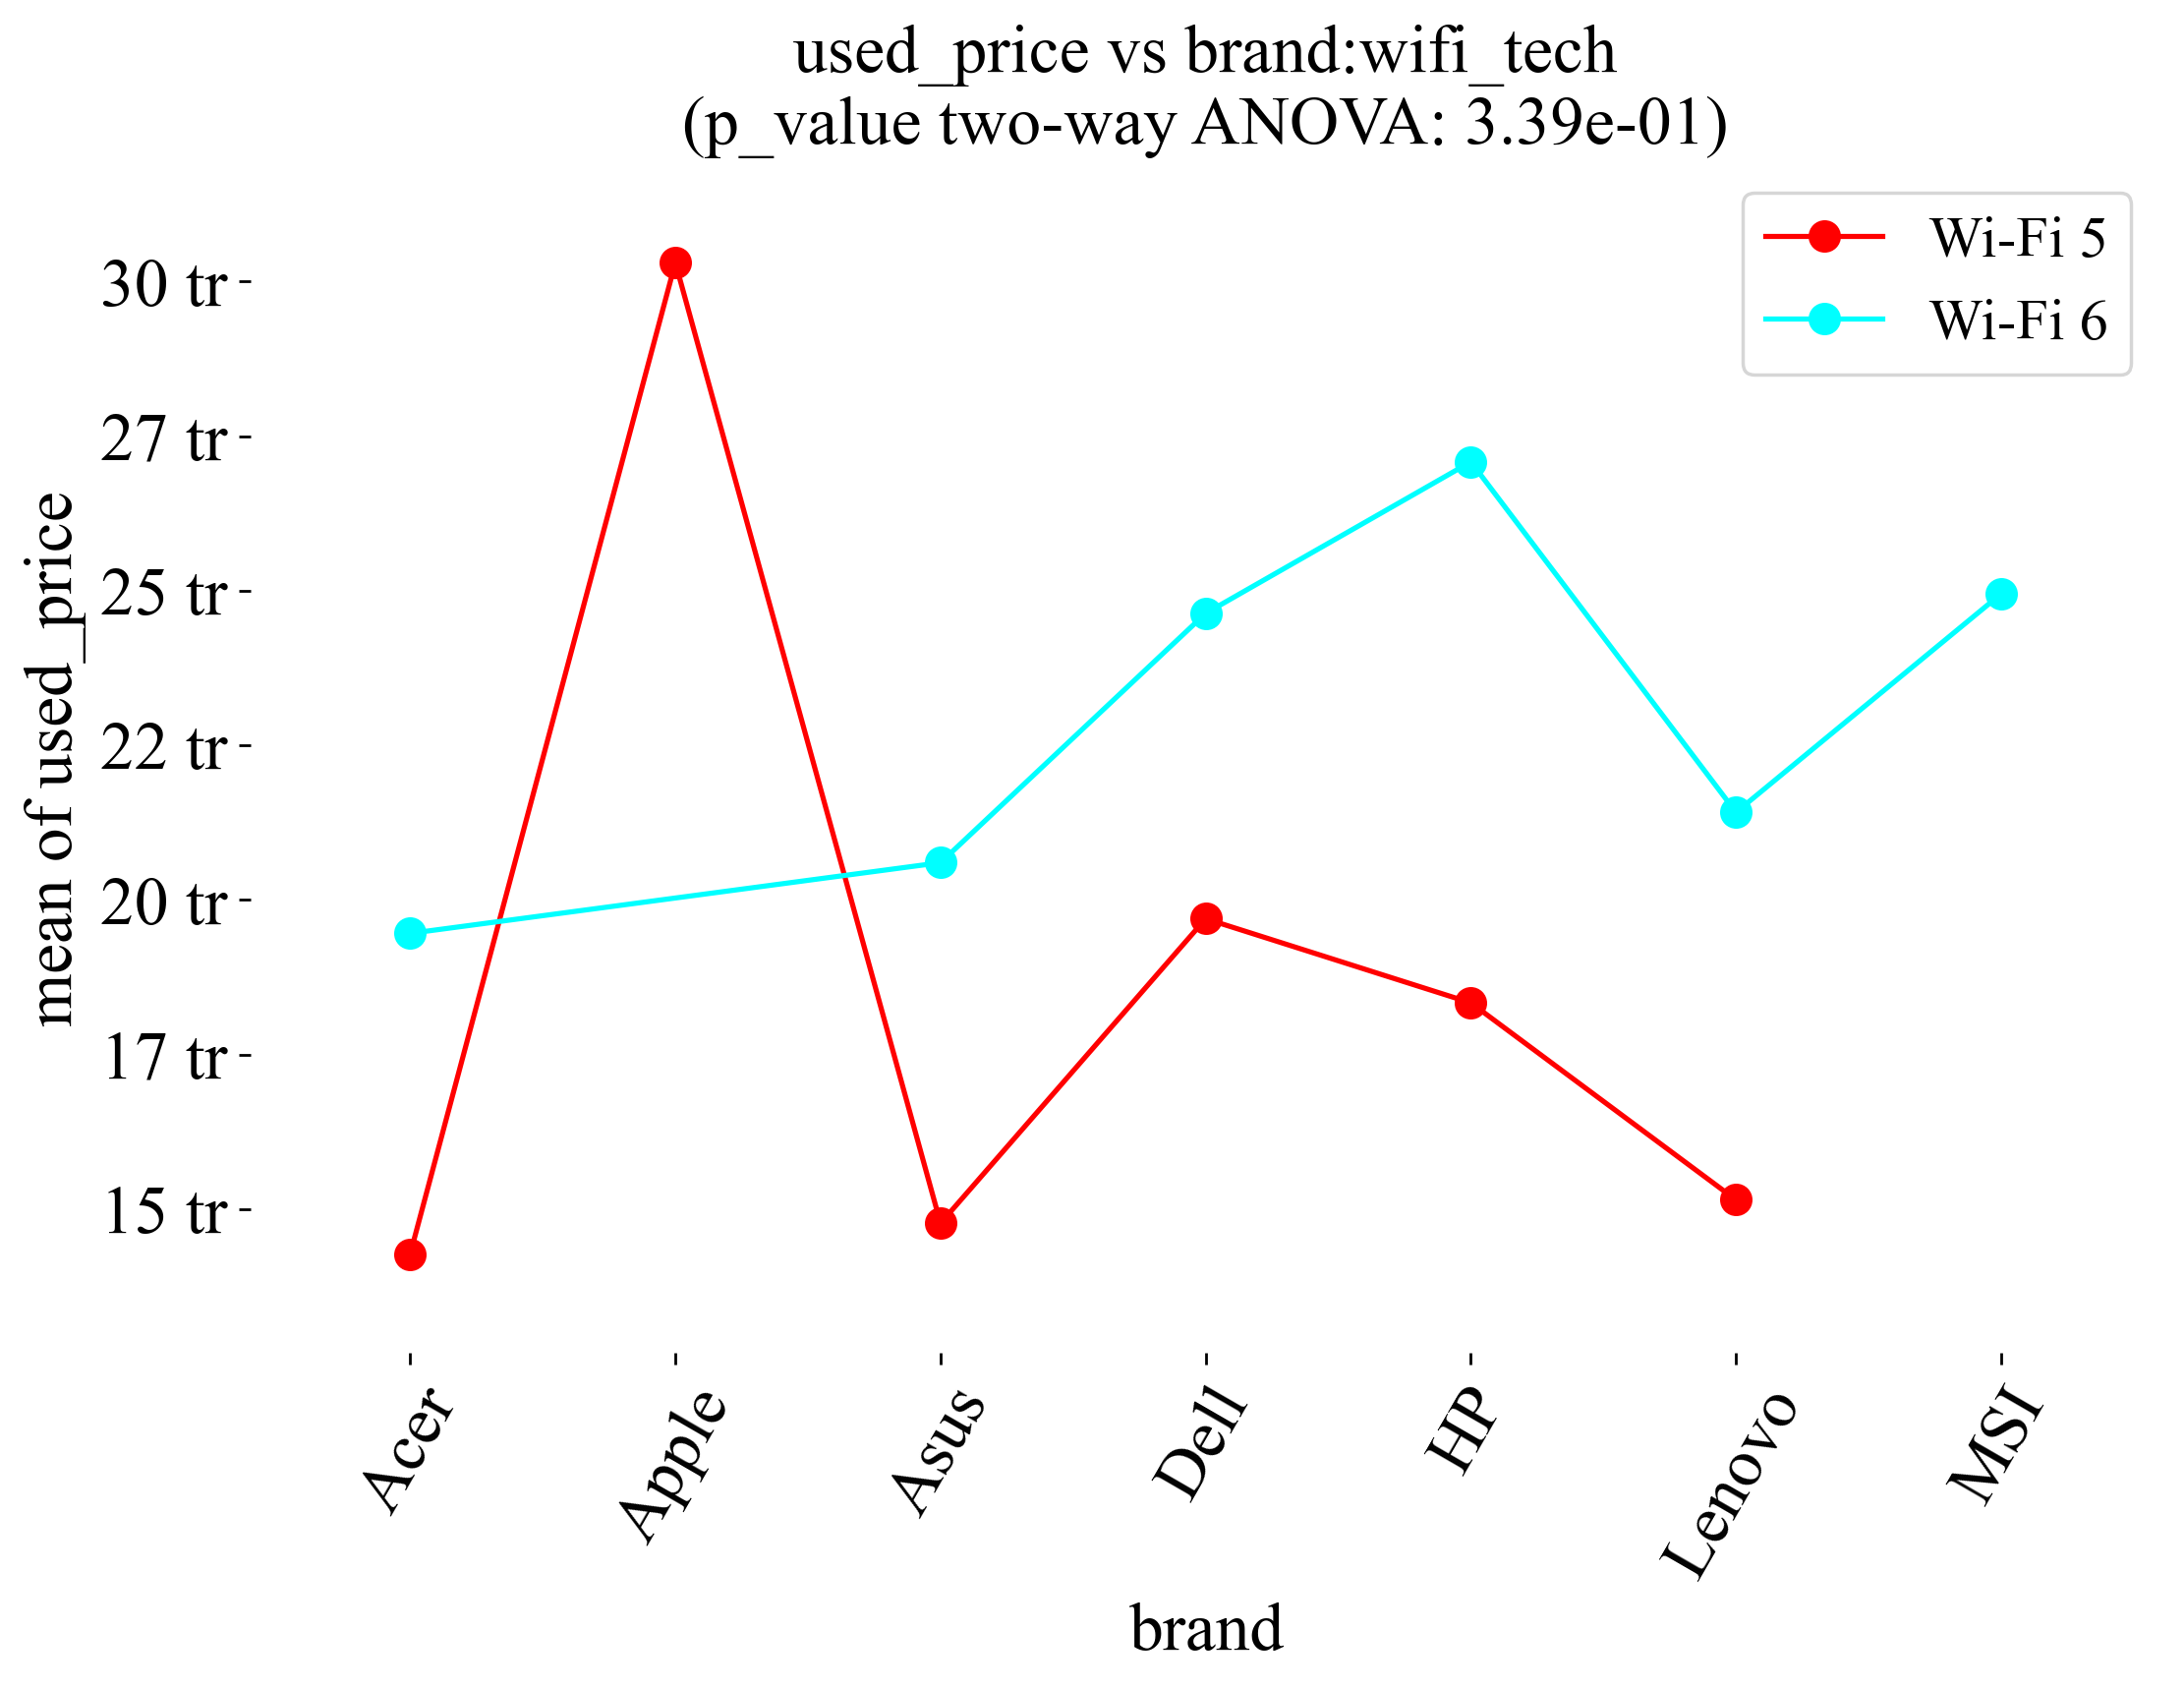 used_price vs brand:wifi_tech
(p_value two-way ANOVA: 3.39e-01)
Wi-Fi 5
Wi-Fi 6
mean of used_price
30 tr
27 tr
25 tr
22 tr
20 tr
17 tr
15 tr
Acer
Apple
Asus
Dell
HP
Lenovo
MSI
brand